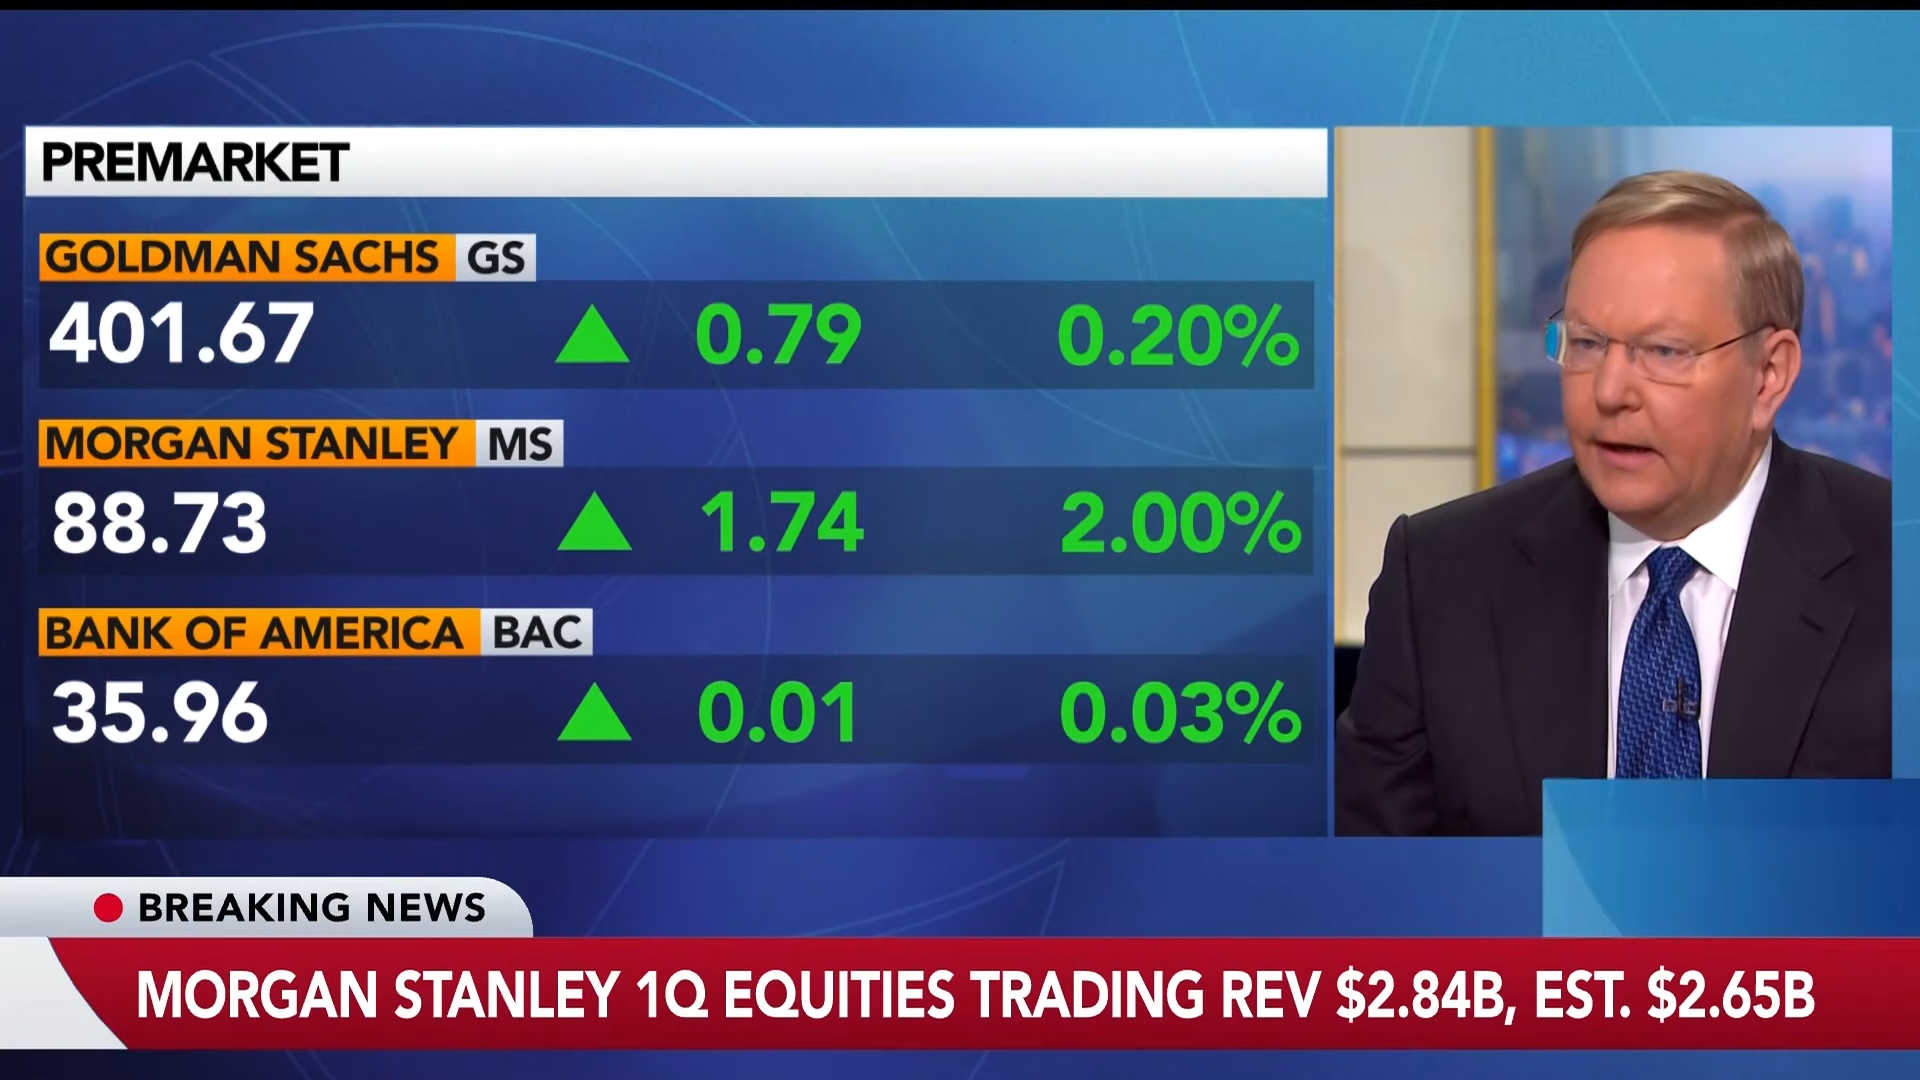 PREMARKET
GOLDMAN SACHS GS
401.67 ▲ 0.79 0.20%
MORGAN STANLEY MS
88.73 ▲ 1.74 2.00%
BANK OF AMERICA BAC
35.96 ▲ 0.01 0.03%
BREAKING NEWS
MORGAN STANLEY 1Q EQUITIES TRADING REV $2.84B, EST. $2.65B